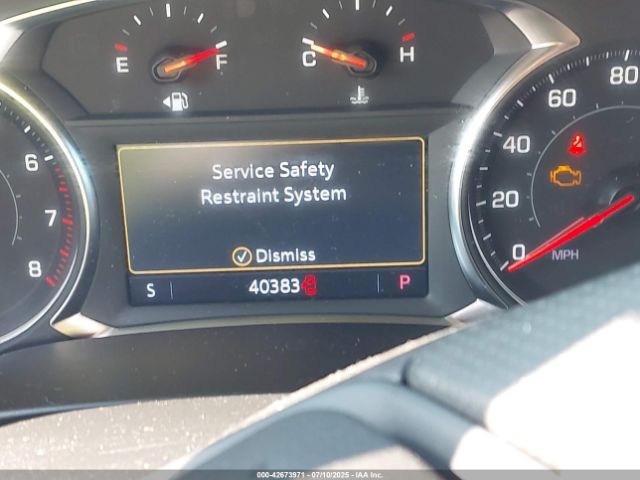 E F
C H
6
7
8
Service Safety
Restraint System
Dismiss
S 40383 P
80
60
40
20
0
MPH
000-42673971 - 07/10/2025 - IAA Inc.